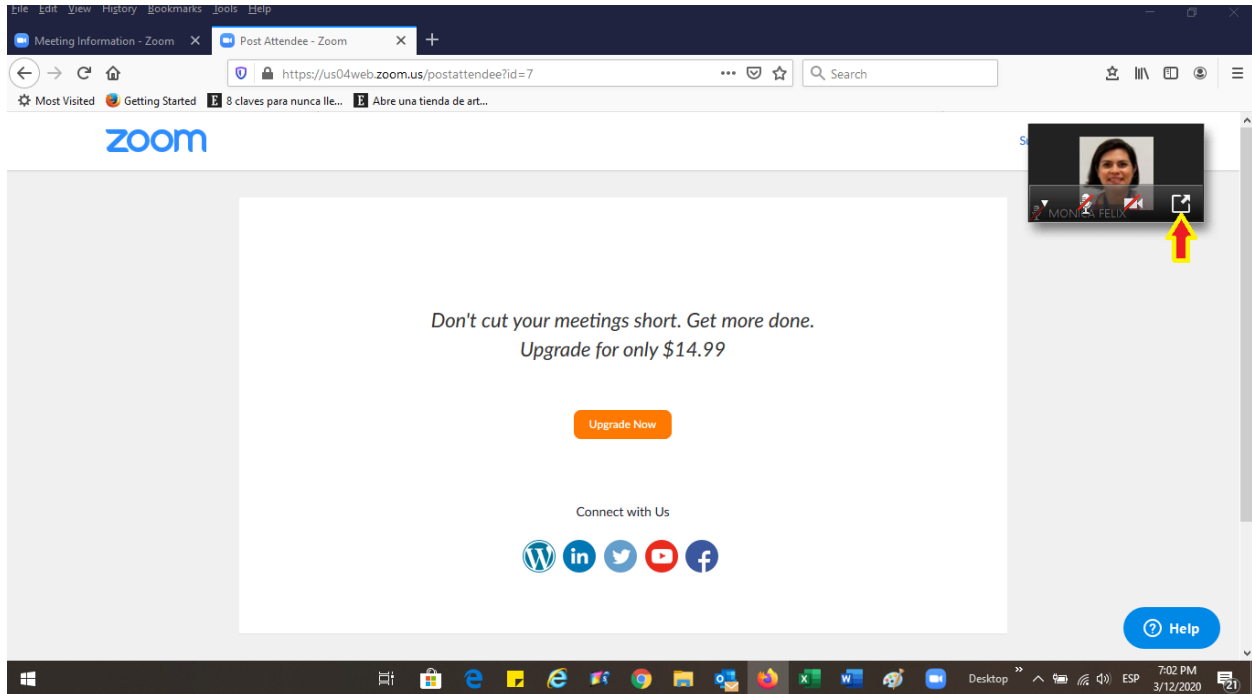 File Edit View History Bookmarks Tools Help
Meeting Information - Zoom
Post Attendee - Zoom
https://us04web.zoom.us/postattendee?id=7
Search
Most Visited Getting Started E 8 claves para nunca lle... E Abre una tienda de art...
zoom
MONICA FELIX
Don't cut your meetings short. Get more done.
Upgrade for only $14.99
Upgrade Now
Connect with Us
Help
Desktop
ESP
7:02 PM
3/12/2020
21